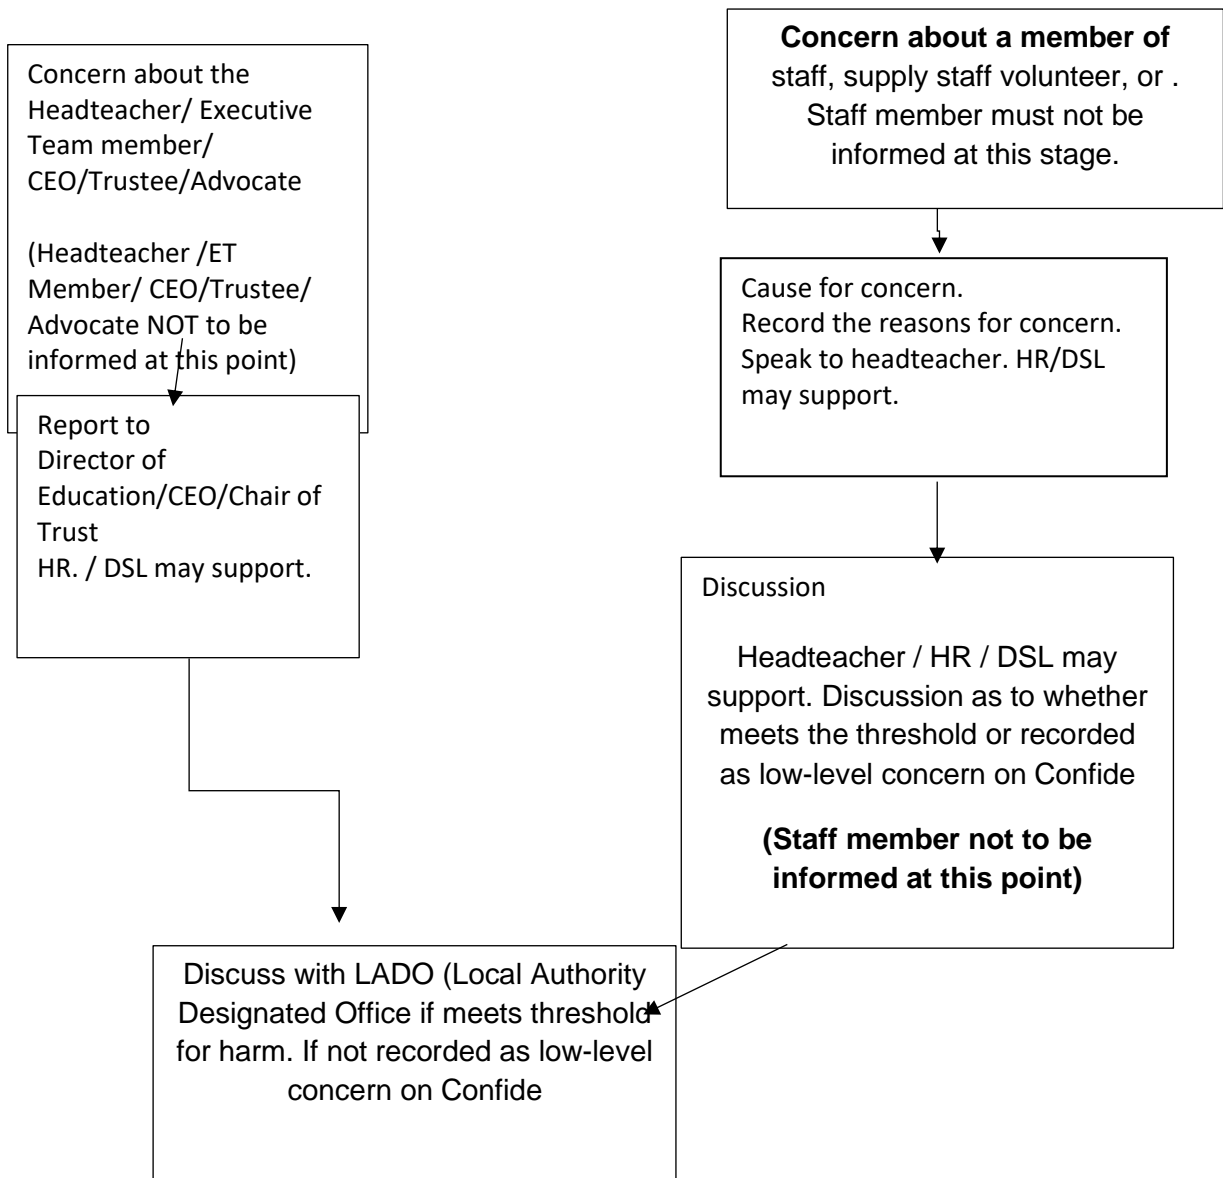 Concern about the
Headteacher/ Executive
Team member/
CEO/Trustee/Advocate
(Headteacher /ET
Member/ CEO/Trustee/
Advocate NOT to be
informed at this point)
Report to
Director of
Education/CEO/Chair of
Trust
HR. / DSL may support.
Concern about a member of
staff, supply staff volunteer, or .
Staff member must not be
informed at this stage.
Cause for concern.
Record the reasons for concern.
Speak to headteacher. HR/DSL
may support.
Discussion
Headteacher / HR / DSL may
support. Discussion as to whether
meets the threshold or recorded
as low-level concern on Confide
(Staff member not to be
informed at this point)
Discuss with LADO (Local Authority
Designated Office if meets threshold
for harm. If not recorded as low-level
concern on Confide